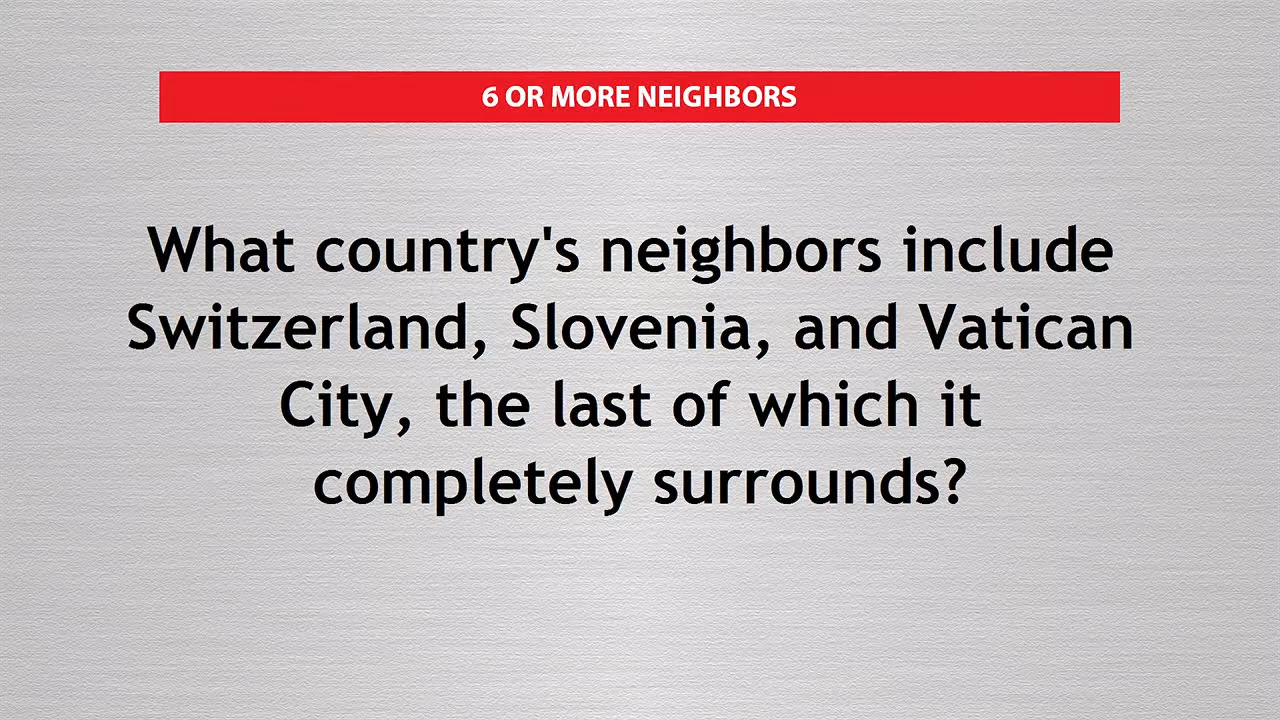 6 OR MORE NEIGHBORS
What country's neighbors include
Switzerland, Slovenia, and Vatican
City, the last of which it
completely surrounds?